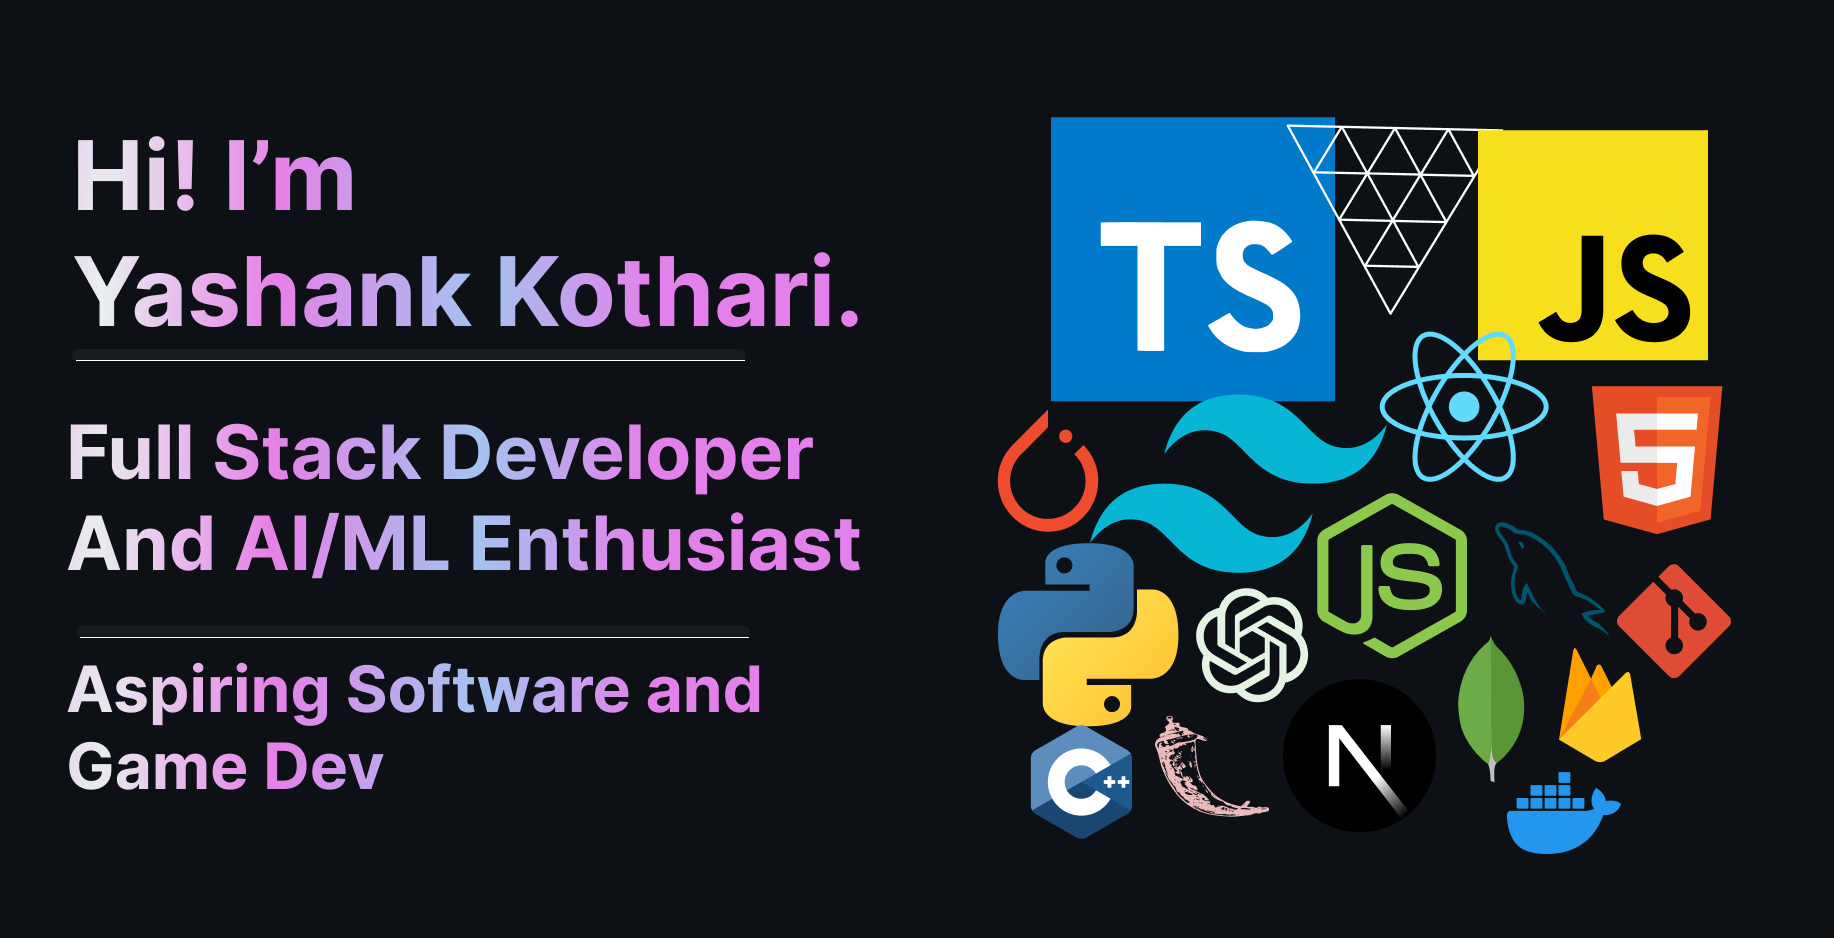 Hi! I’m
Yashank Kothari.
Full Stack Developer
And AI/ML Enthusiast
Aspiring Software and
Game Dev
TS
JS
5
JS
N
C++